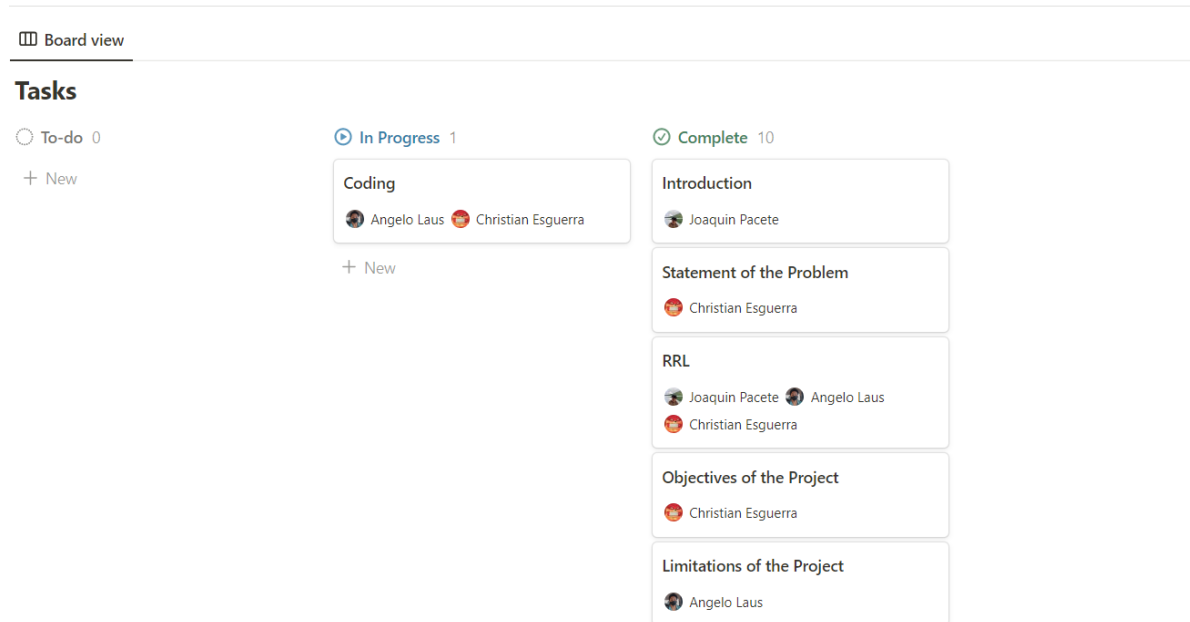 Board view
Tasks
To-do 0
New
In Progress 1
Coding
Angelo Laus Christian Esguerra
New
Complete 10
Introduction
Joaquin Pacete
Statement of the Problem
Christian Esguerra
RRL
Joaquin Pacete Angelo Laus
Christian Esguerra
Objectives of the Project
Christian Esguerra
Limitations of the Project
Angelo Laus